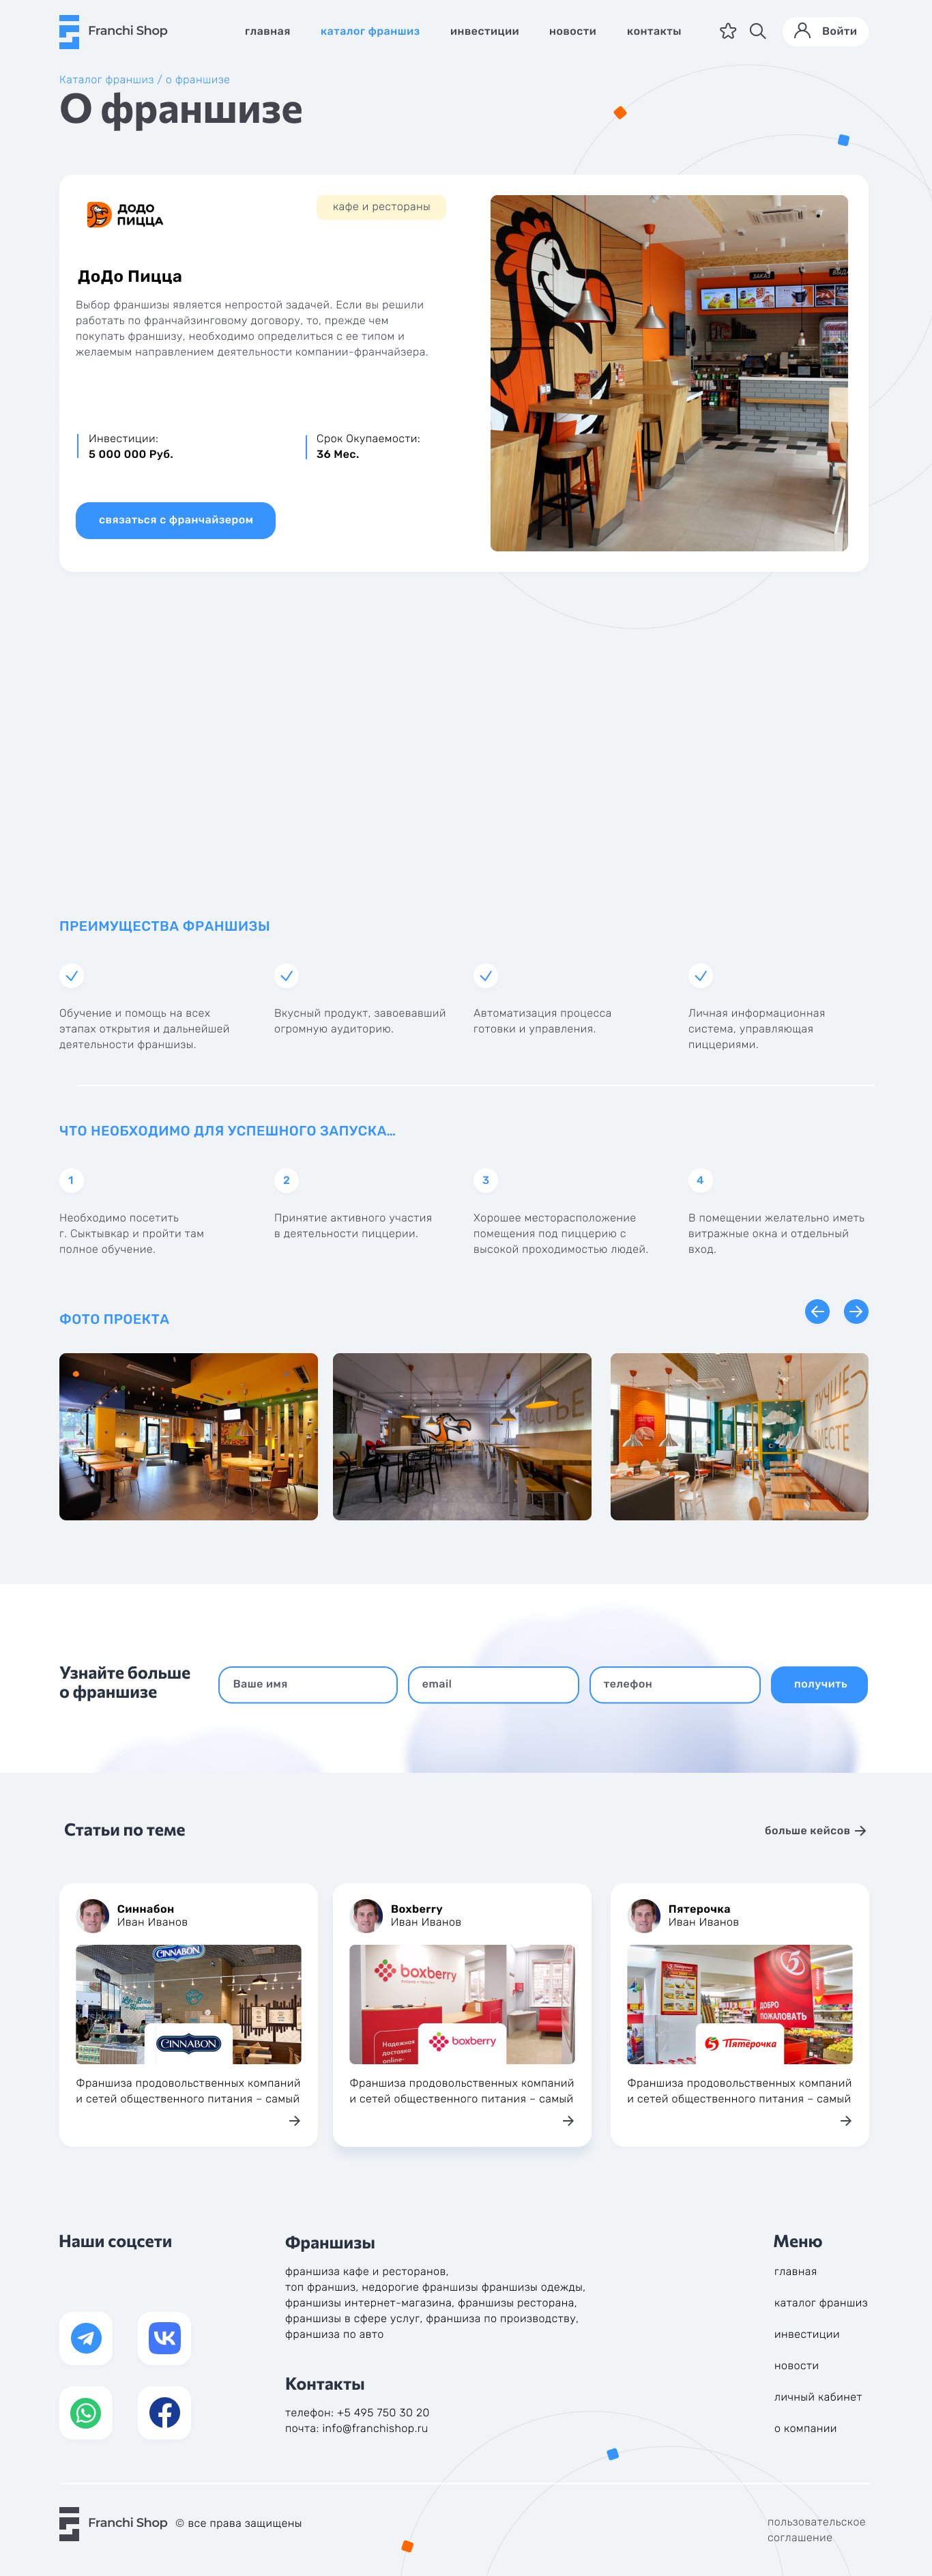 Franchi Shop
главная
каталог франшиз
инвестиции
новости
контакты
Войти
Каталог франшиз / о франшизе
О франшизе
ДОДО
ПИЦЦА
кафе и рестораны
ДоДо Пицца
Выбор франшизы является непростой задачей. Если вы решили
работать по франчайзинговому договору, то, прежде чем
покупать франшизу, необходимо определиться с ее типом и
желаемым направлением деятельности компании-франчайзера.
Инвестиции:
5 000 000 Руб.
Срок Окупаемости:
36 Мес.
связаться с франчайзером
ЗАКАЗ
ПРЕИМУЩЕСТВА ФРАНШИЗЫ
Обучение и помощь на всех
этапах открытия и дальнейшей
деятельности франшизы.
Вкусный продукт, завоевавший
огромную аудиторию.
Автоматизация процесса
готовки и управления.
Личная информационная
система, управляющая
пиццериями.
ЧТО НЕОБХОДИМО ДЛЯ УСПЕШНОГО ЗАПУСКА...
1
2
3
4
Необходимо посетить
г. Сыктывкар и пройти там
полное обучение.
Принятие активного участия
в деятельности пиццерии.
Хорошее месторасположение
помещения под пиццерию с
высокой проходимостью людей.
В помещении желательно иметь
витражные окна и отдельный
вход.
ФОТО ПРОЕКТА
Узнайте больше
о франшизе
Ваше имя
email
телефон
получить
Статьи по теме
больше кейсов
Синнабон
Иван Иванов
CINNABON
CINNABON
Франшиза продовольственных компаний
и сетей общественного питания – самый
Boxberry
Иван Иванов
boxberry
Надежная
доставка
online-
boxberry
Франшиза продовольственных компаний
и сетей общественного питания – самый
Пятерочка
Иван Иванов
5
ДОБРО
ПОЖАЛОВАТЬ
Пятёрочка
Франшиза продовольственных компаний
и сетей общественного питания – самый
Наши соцсети
Франшизы
франшиза кафе и ресторанов,
топ франшиз, недорогие франшизы франшизы одежды,
франшизы интернет-магазина, франшизы ресторана,
франшизы в сфере услуг, франшиза по производству,
франшиза по авто
Контакты
телефон: +5 495 750 30 20
почта: info@franchishop.ru
Меню
главная
каталог франшиз
инвестиции
новости
личный кабинет
о компании
Franchi Shop
© все права защищены
пользовательское
соглашение